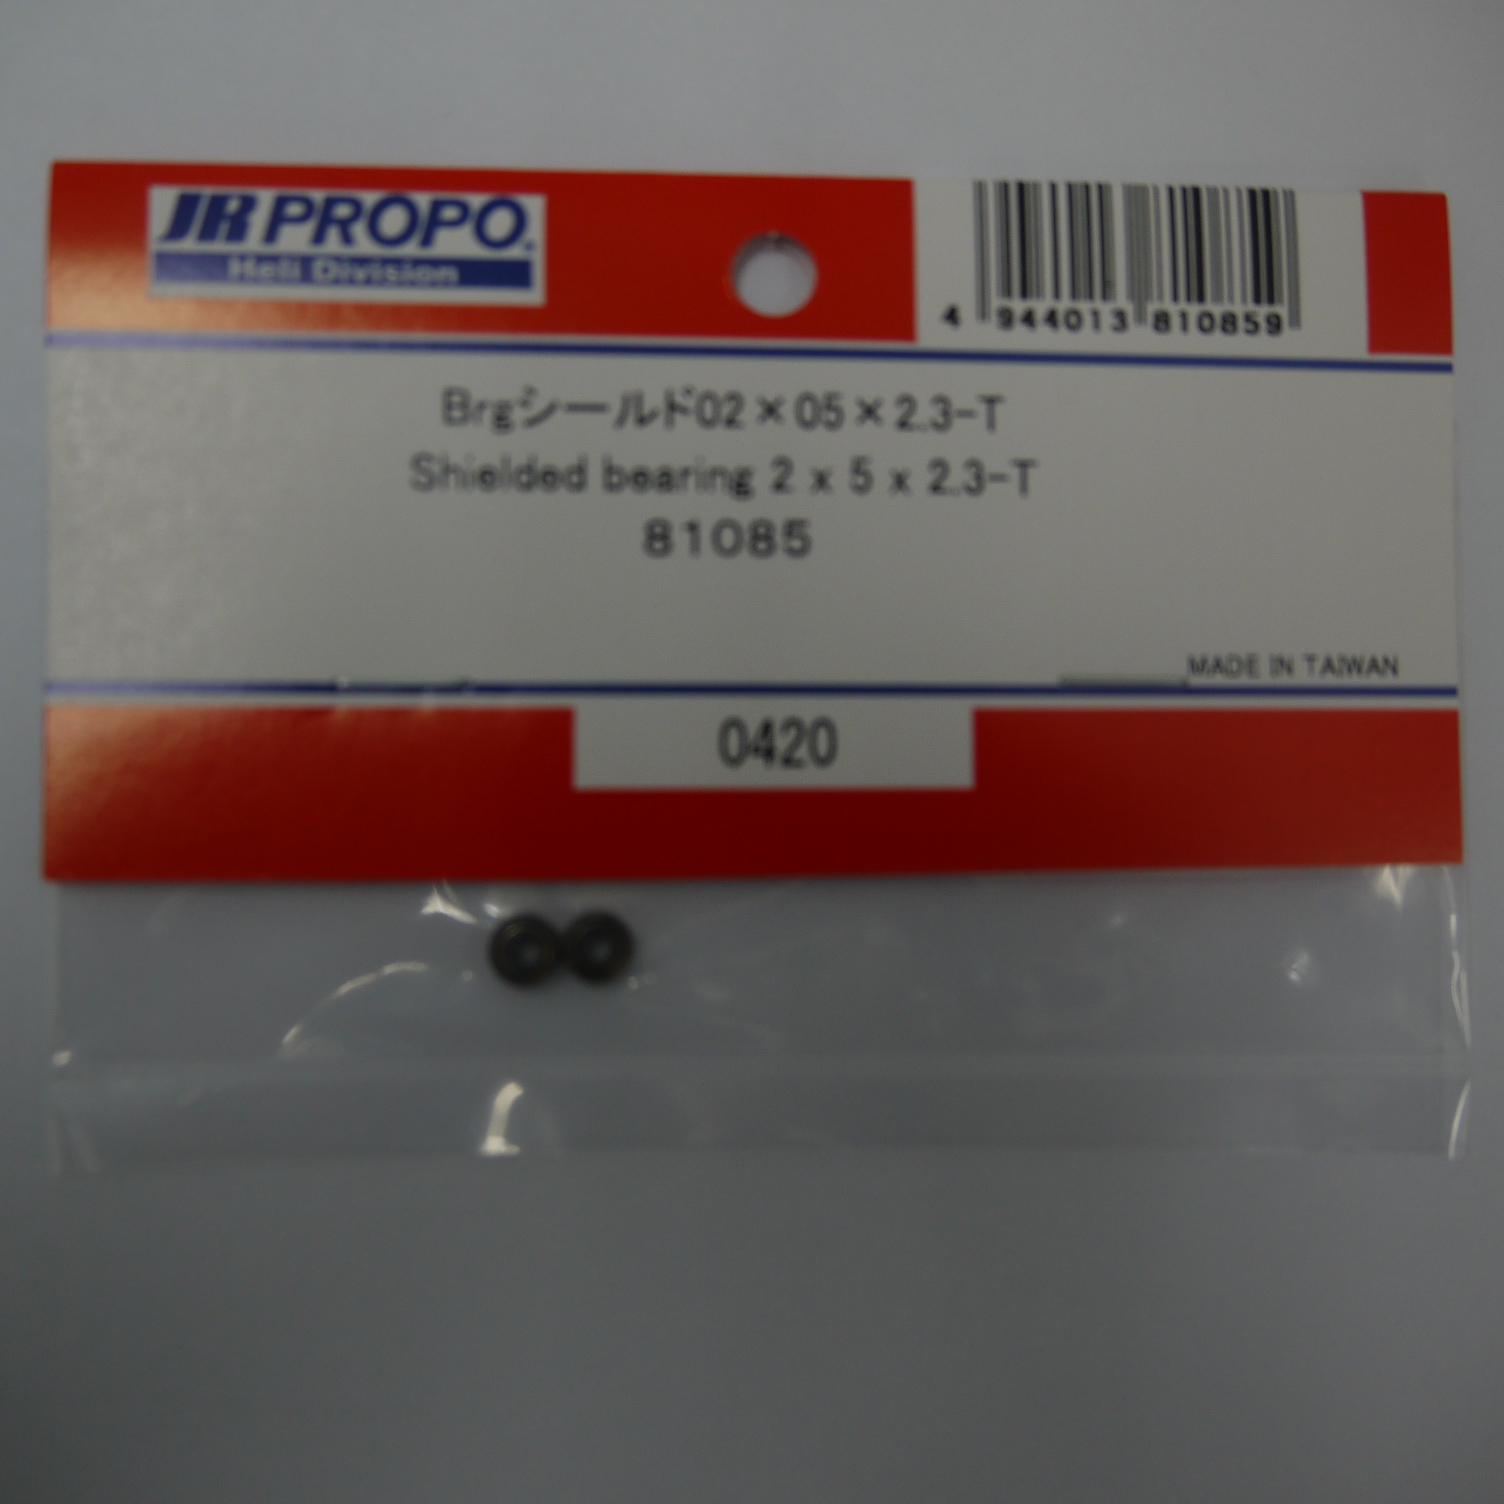 JR PROPO.
Heli Division
4 944013 810859
Brgシールド02×05×2.3-T
Shielded bearing 2 x 5 x 2.3-T
81085
MADE IN TAIWAN
0420